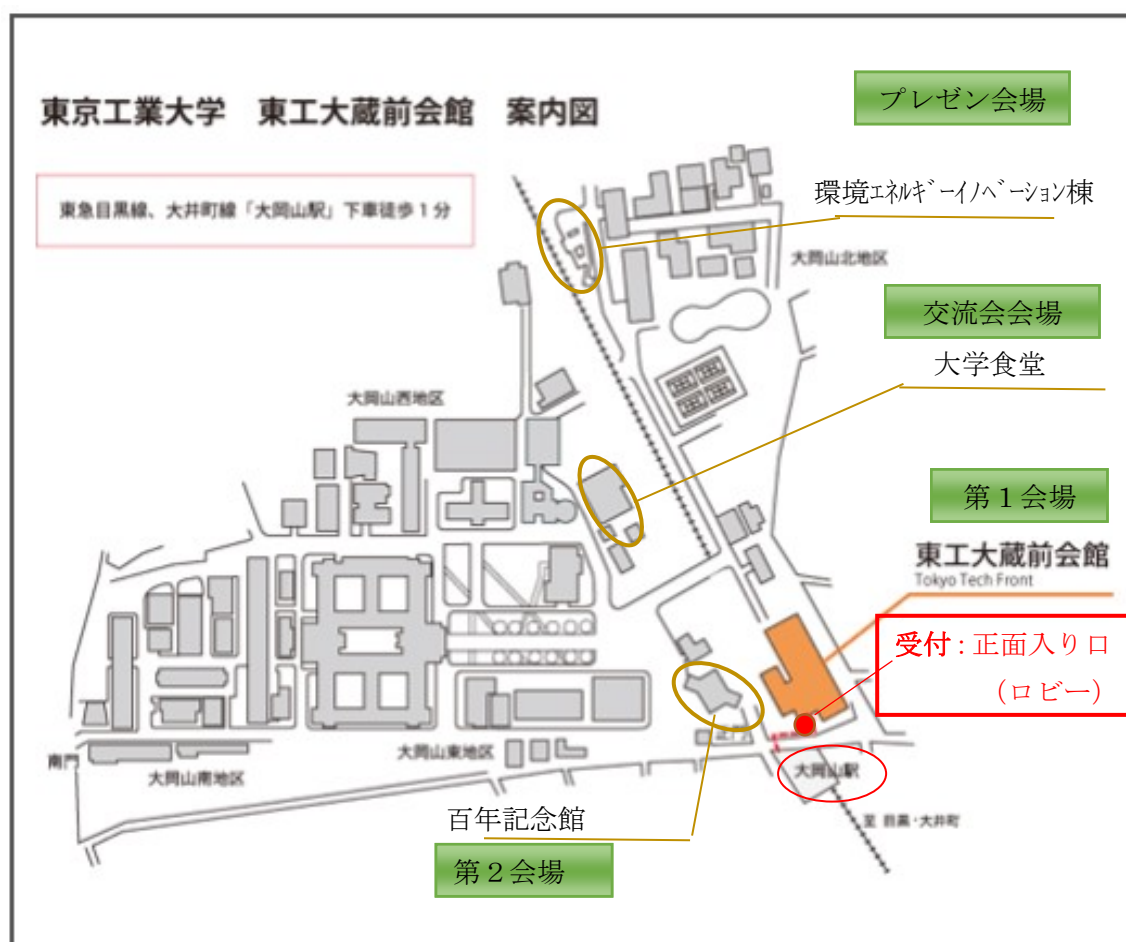 プレゼン会場
東京工業大学　東工大蔵前会館　案内図
環境ｴﾈﾙｷﾞｰｲﾉﾍﾞｰｼｮﾝ棟
東急目黒線、大井町線「大岡山駅」下車徒歩１分
大岡山北地区
交流会会場
大学食堂
大岡山西地区
第１会場
東工大蔵前会館
Tokyo Tech Front
受付：正面入り口
（ロビー）
南門
大岡山南地区
大岡山東地区
大岡山駅
至 目黒・大井町
百年記念館
第２会場